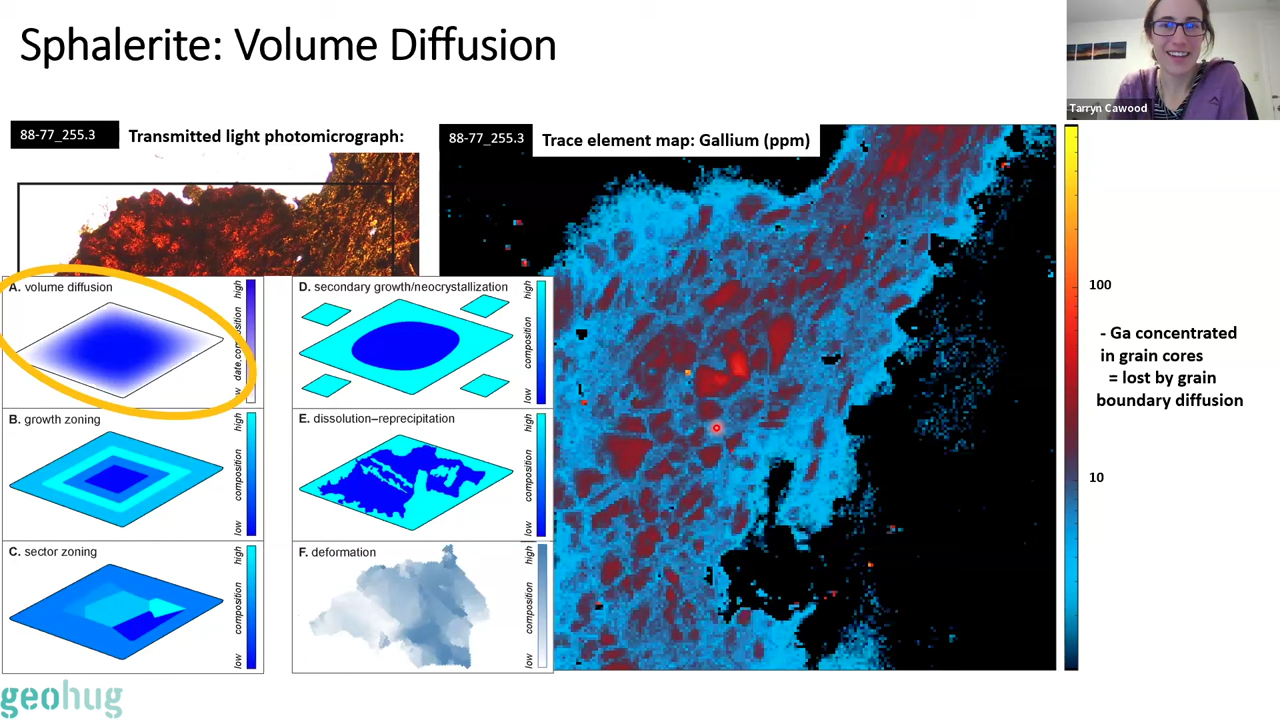 Sphalerite: Volume Diffusion
Tarryn Cawood
88-77_255.3
Transmitted light photomicrograph:
88-77_255.3
Trace element map: Gallium (ppm)
A. volume diffusion
low date, composition high
B. growth zoning
low composition high
C. sector zoning
low composition high
D. secondary growth/neocrystallization
low composition high
E. dissolution–reprecipitation
low composition high
F. deformation
low composition high
100
10
- Ga concentrated
in grain cores
= lost by grain
boundary diffusion
geohug